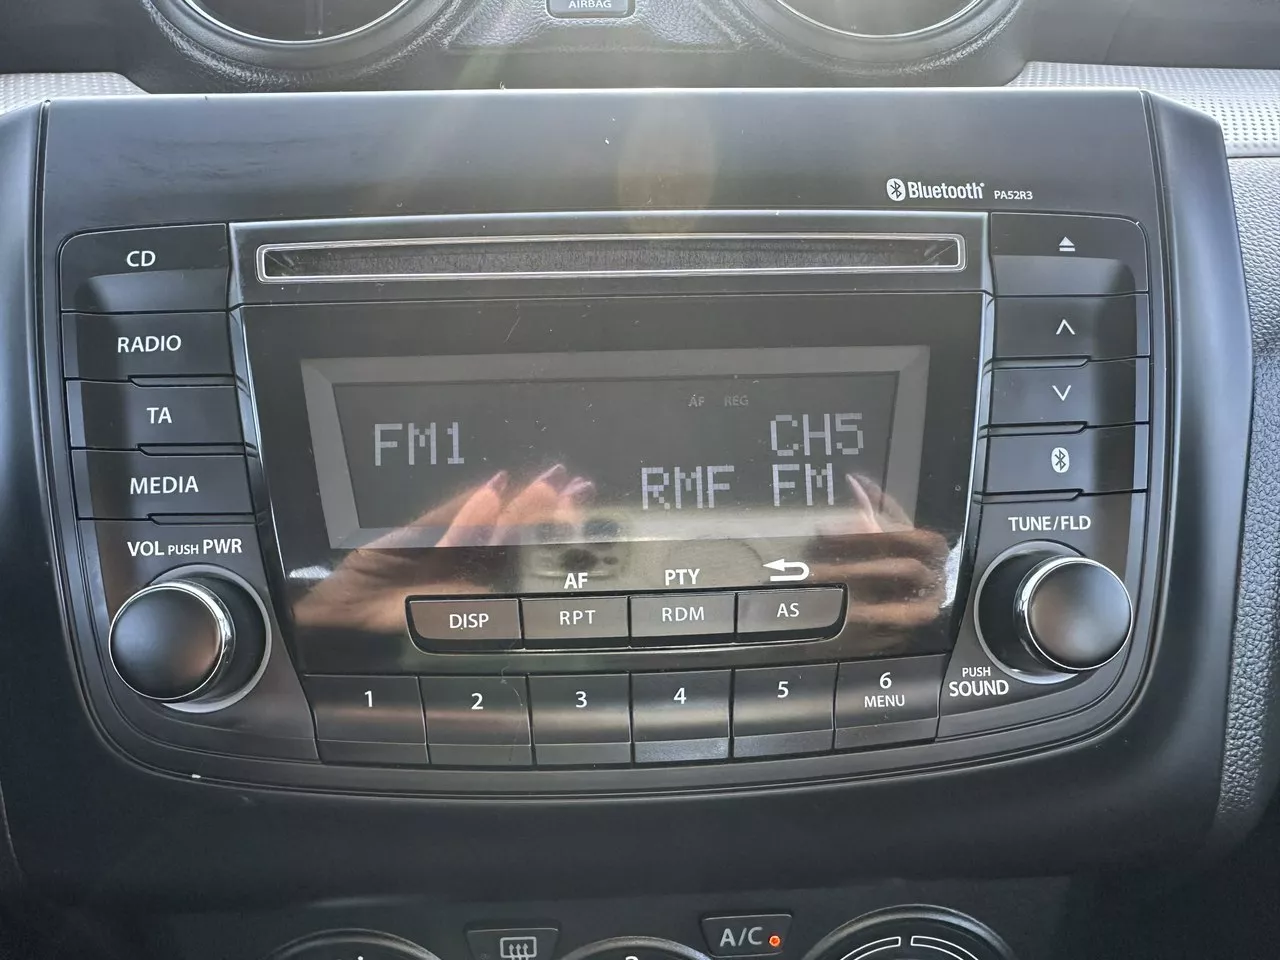 AIRBAG
Bluetooth® PA52R3
CD
RADIO
TA
MEDIA
VOL PUSH PWR
AF REG
FM1 CH5
RMF FM
TUNE/FLD
AF PTY
DISP RPT RDM AS
PUSH
SOUND
1 2 3 4 5 6
MENU
A/C